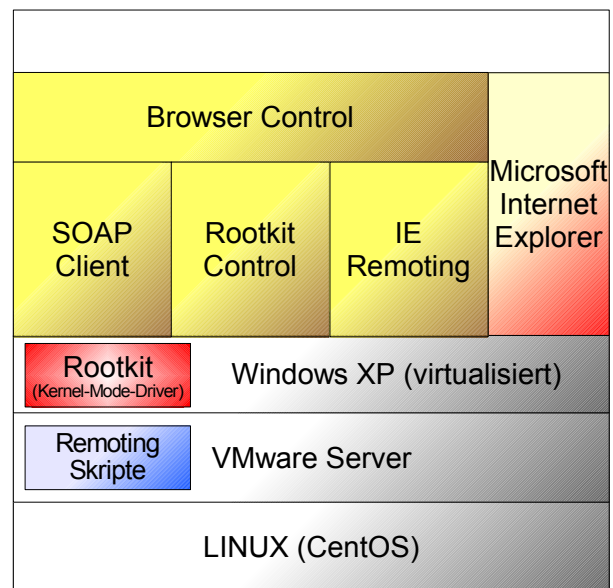 Browser Control
SOAP
Client
Rootkit
Control
IE
Remoting
Microsoft
Internet
Explorer
Rootkit
(Kernel-Mode-Driver)
Windows XP (virtualisiert)
Remoting
Skripte
VMware Server
LINUX (CentOS)